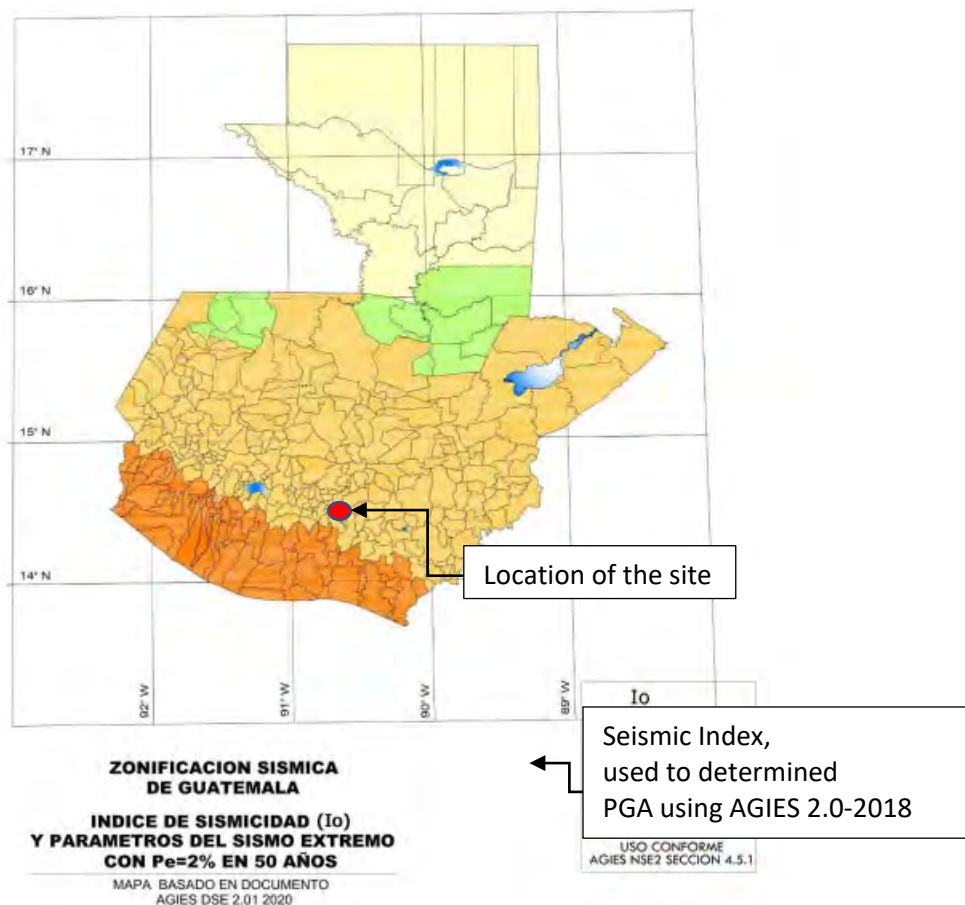 17° N
16° N
15° N
14° N
Location of the site
92° W
91° W
90° W
89° W
Io
Seismic Index,
used to determined
PGA using AGIES 2.0-2018
USO CONFORME
AGIES NSE2 SECCION 4.5.1
ZONIFICACION SISMICA
DE GUATEMALA
INDICE DE SISMICIDAD (Io)
Y PARAMETROS DEL SISMO EXTREMO
CON Pe=2% EN 50 AÑOS
MAPA BASADO EN DOCUMENTO
AGIES DSE 2.01 2020